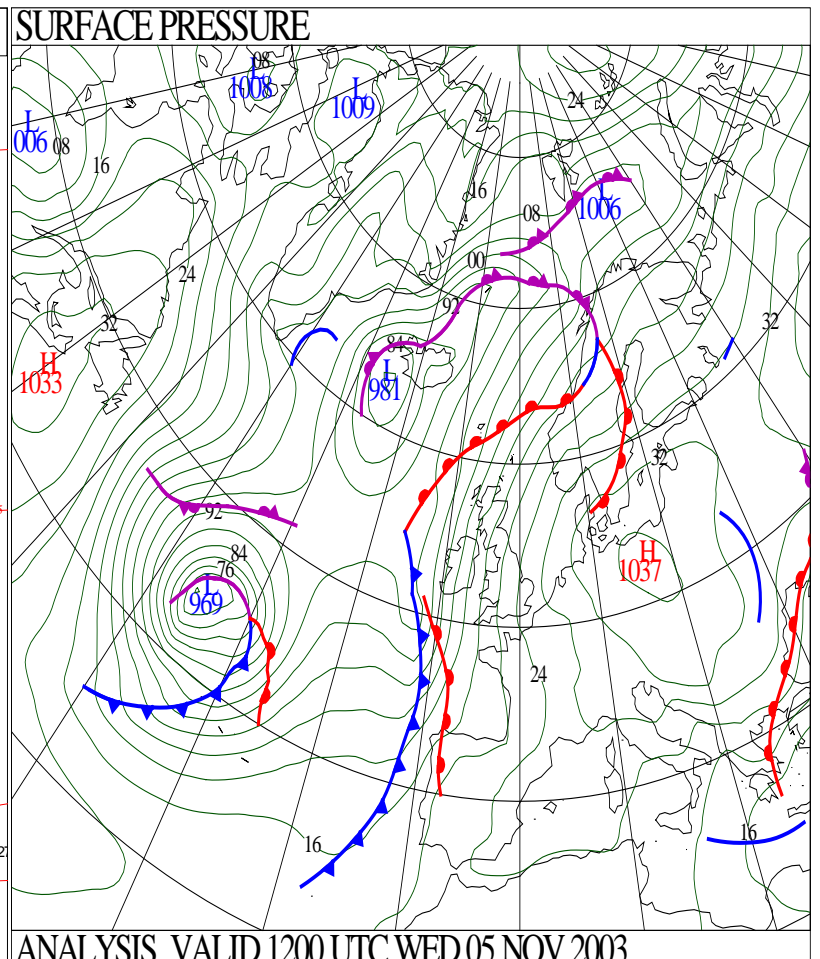 SURFACE PRESSURE
08
L
1008
L
1009
24
L
006
08
16
16
L
1006
08
00
24
92
32
32
84
H
1033
L
981
32
92
84
76
L
969
H
1037
24
16
16
ANALYSIS VALID 1200 UTC WED 05 NOV 2003